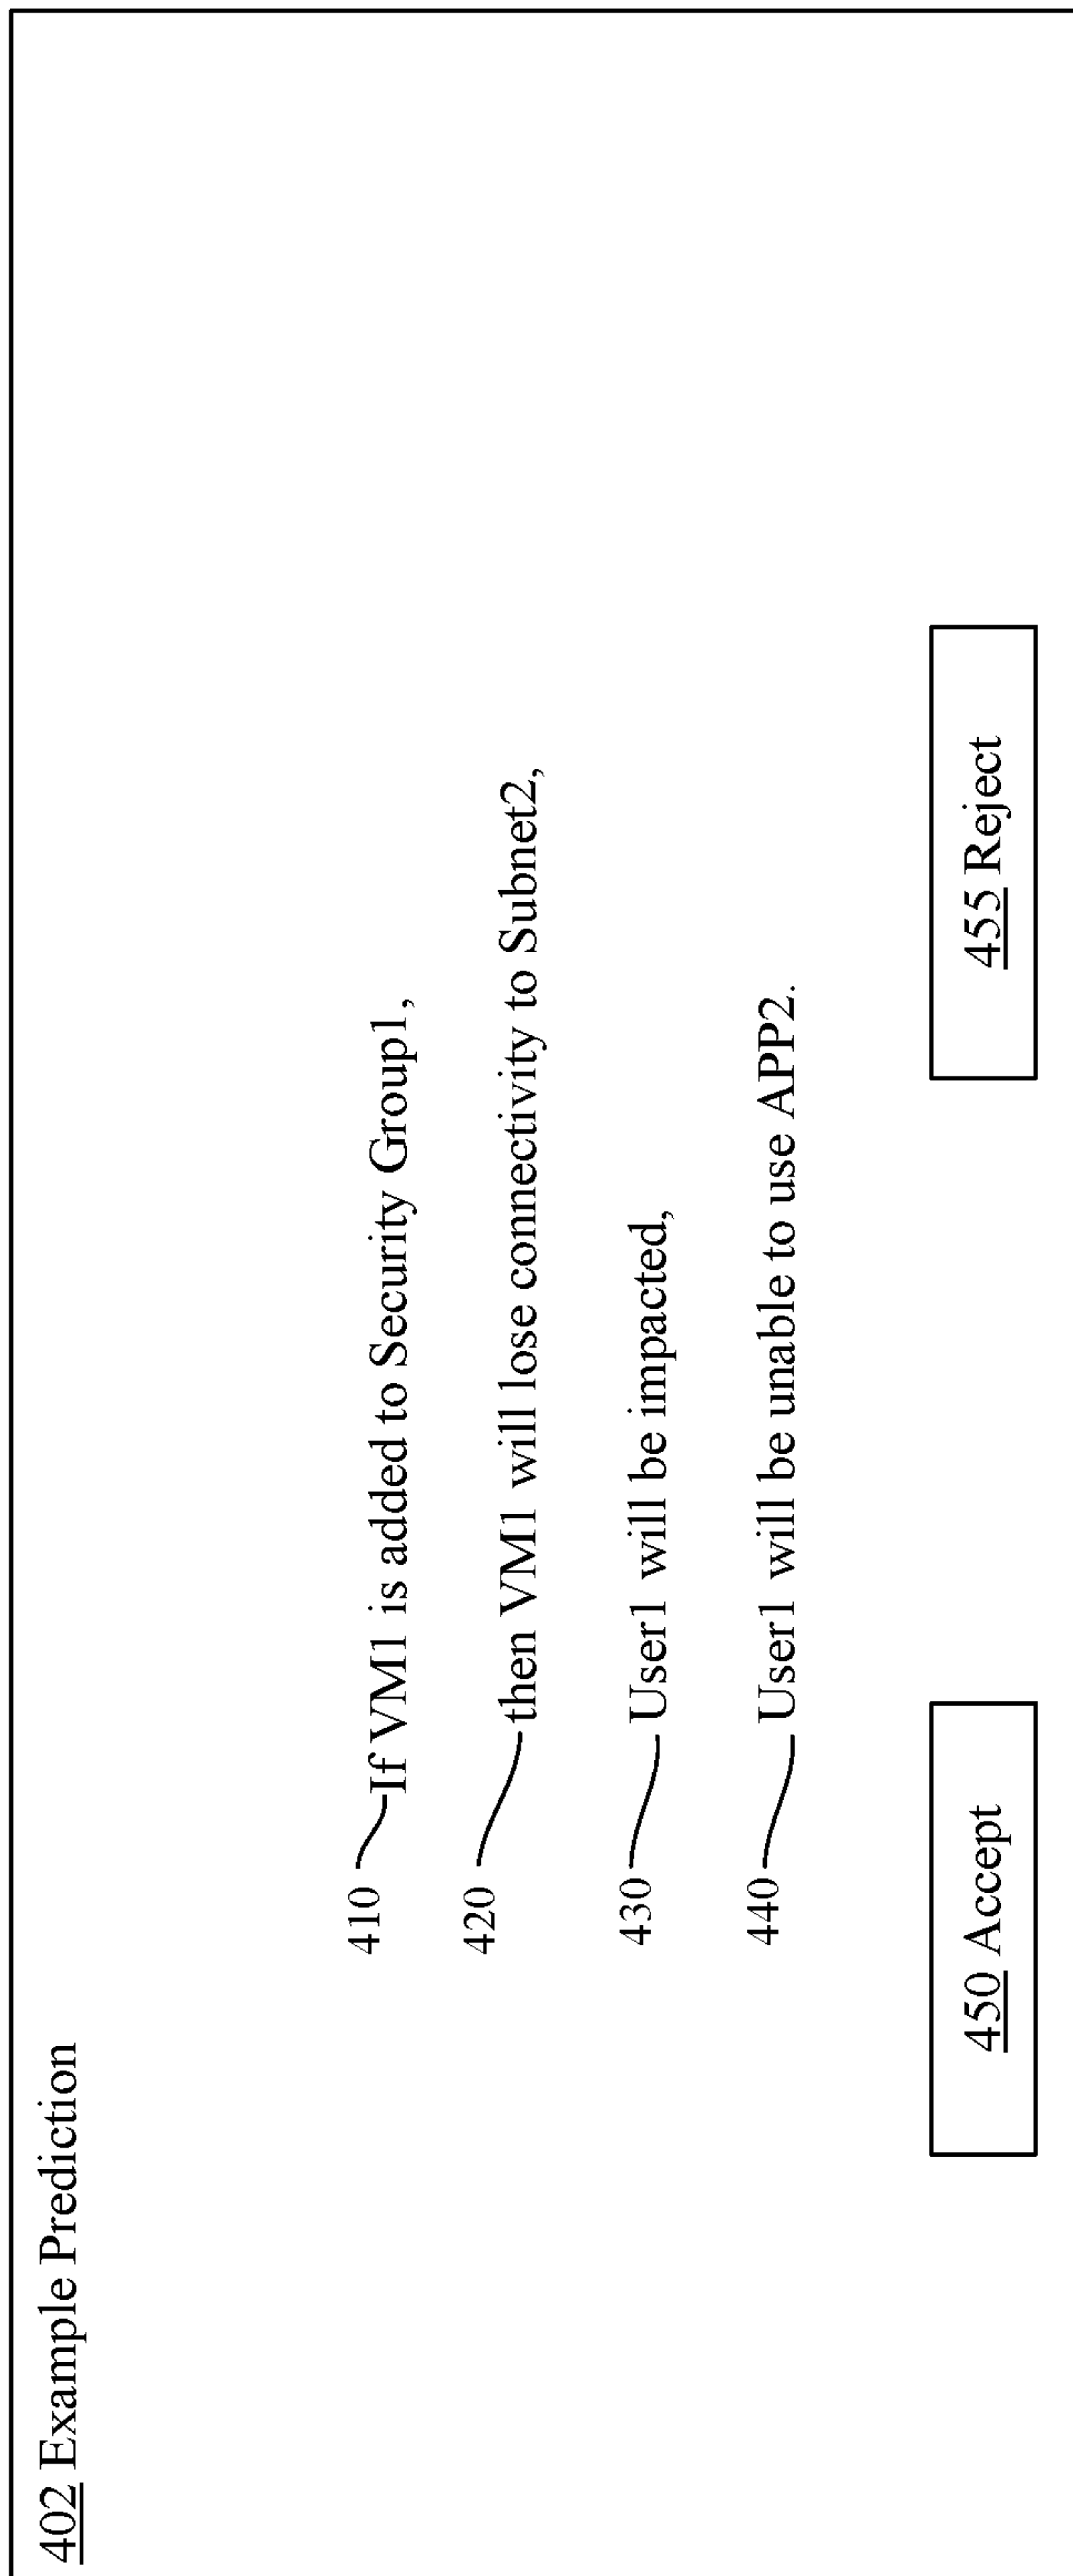 402 Example Prediction
410 If VM1 is added to Security Group1,
420 then VM1 will lose connectivity to Subnet2,
430 User1 will be impacted,
440 User1 will be unable to use APP2.
450 Accept
455 Reject